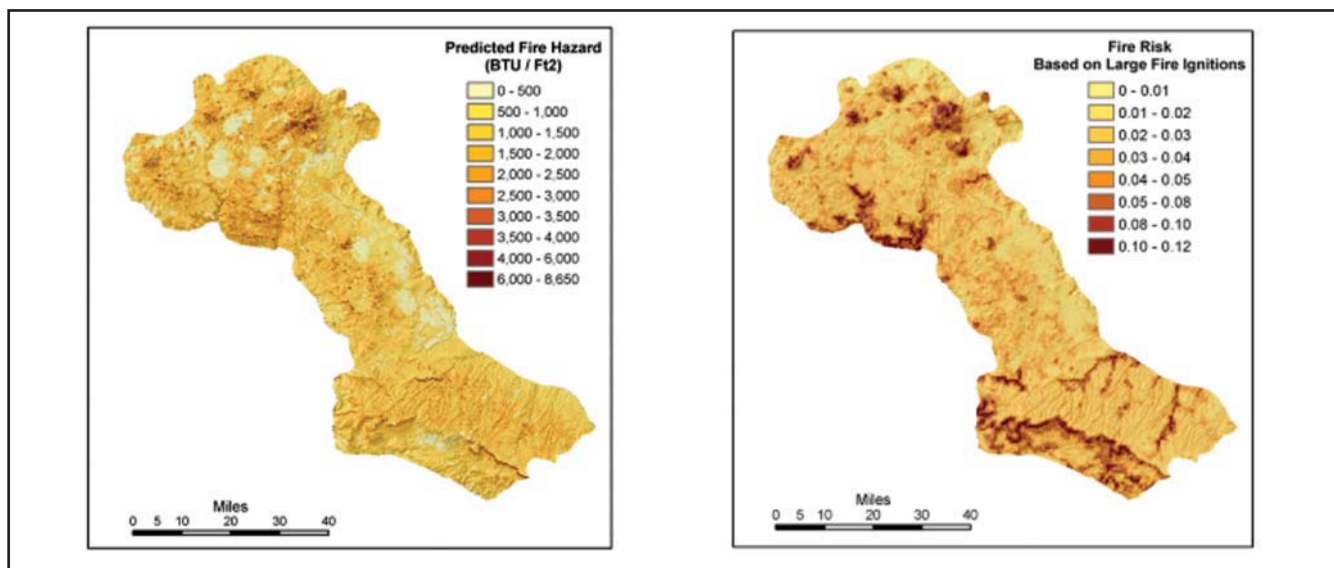 Predicted Fire Hazard
(BTU / Ft2)
0 - 500
500 - 1,000
1,000 - 1,500
1,500 - 2,000
2,000 - 2,500
2,500 - 3,000
3,000 - 3,500
3,500 - 4,000
4,000 - 6,000
6,000 - 8,650
Miles
0 5 10 20 30 40
Fire Risk
Based on Large Fire Ignitions
0 - 0.01
0.01 - 0.02
0.02 - 0.03
0.03 - 0.04
0.04 - 0.05
0.05 - 0.08
0.08 - 0.10
0.10 - 0.12
Miles
0 5 10 20 30 40